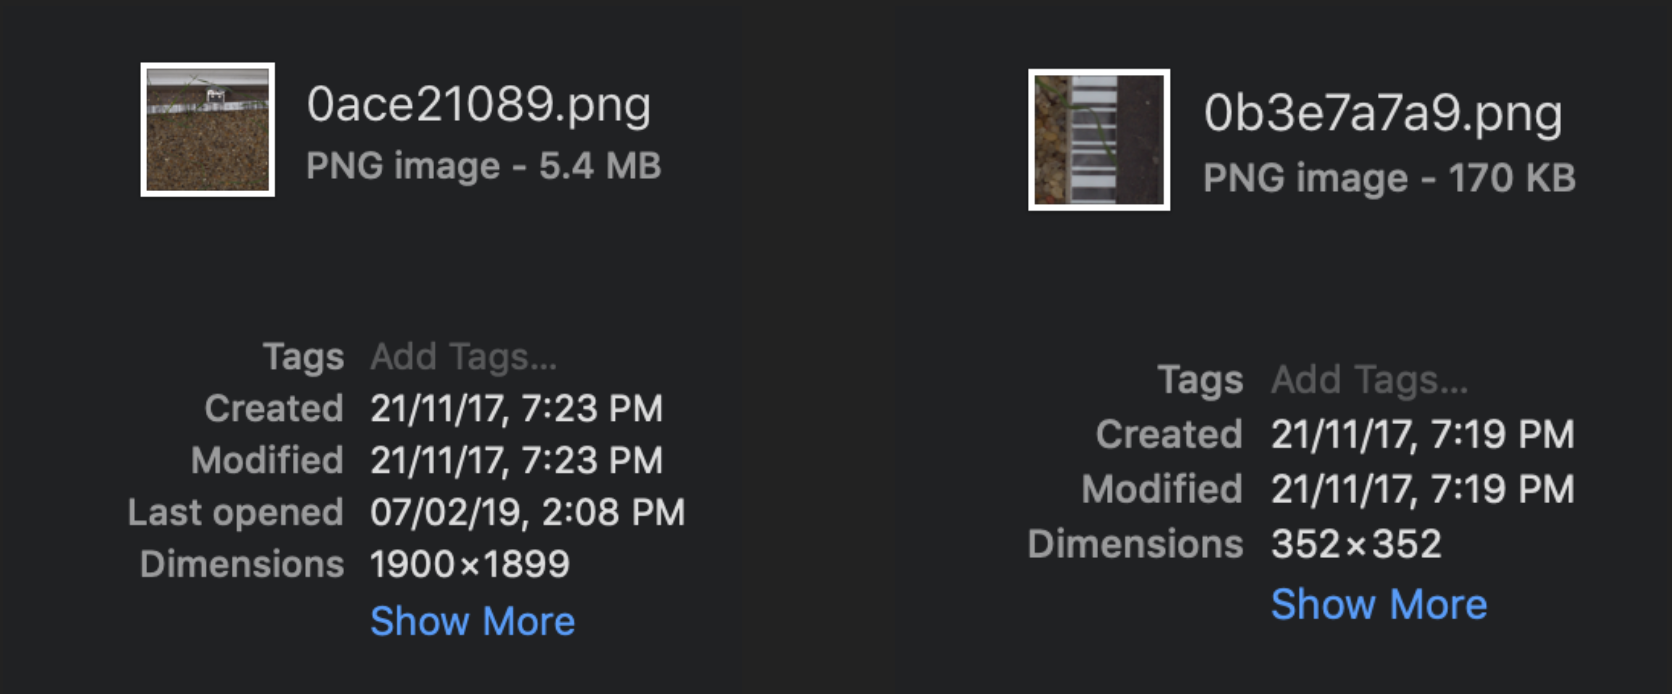 0ace21089.png
PNG image - 5.4 MB
Tags Add Tags...
Created 21/11/17, 7:23 PM
Modified 21/11/17, 7:23 PM
Last opened 07/02/19, 2:08 PM
Dimensions 1900×1899
Show More
0b3e7a7a9.png
PNG image - 170 KB
Tags Add Tags...
Created 21/11/17, 7:19 PM
Modified 21/11/17, 7:19 PM
Dimensions 352×352
Show More